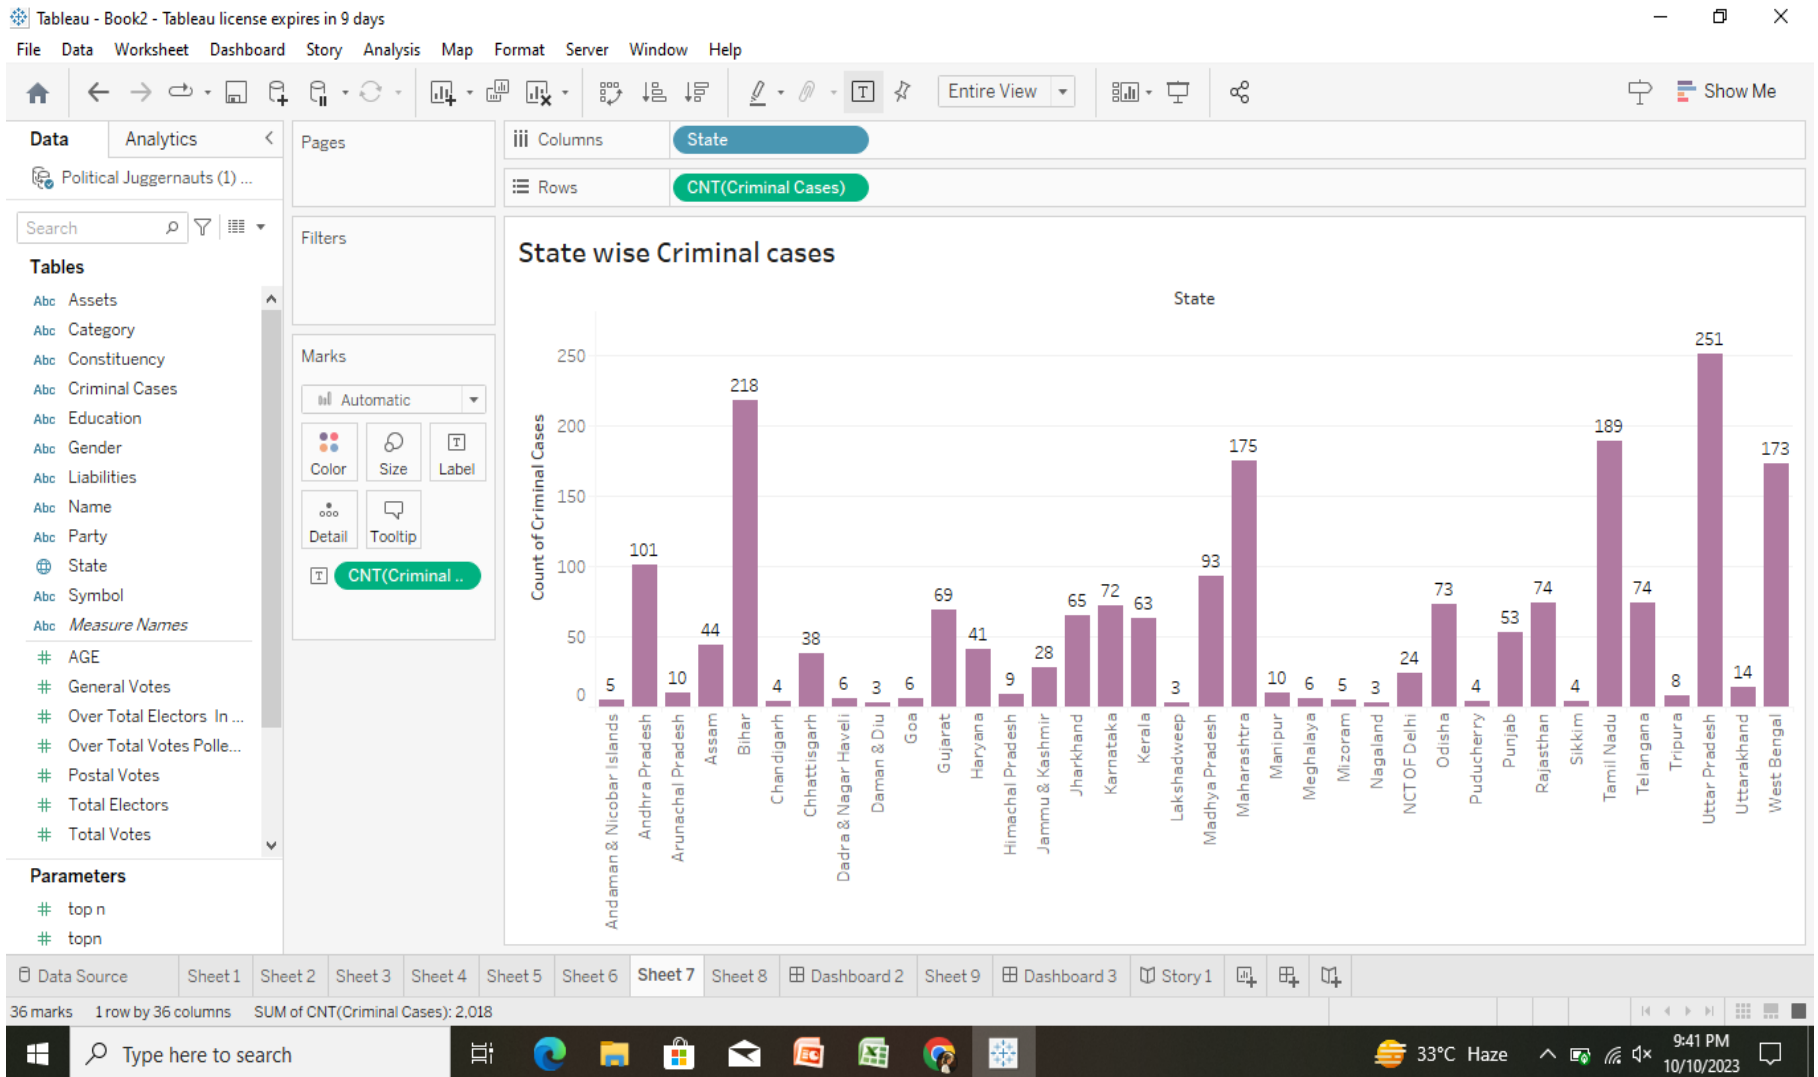 Tableau - Book2 - Tableau license expires in 9 days
File Data Worksheet Dashboard Story Analysis Map Format Server Window Help
Entire View
Show Me
Data Analytics
Political Juggernauts (1) ...
Search
Tables
Abc Assets
Abc Category
Abc Constituency
Abc Criminal Cases
Abc Education
Abc Gender
Abc Liabilities
Abc Name
Abc Party
State
Abc Symbol
Abc Measure Names
# AGE
# General Votes
# Over Total Electors In ...
# Over Total Votes Polle...
# Postal Votes
# Total Electors
# Total Votes
Parameters
# top n
# topn
Pages
Filters
Marks
Automatic
Color Size Label
Detail Tooltip
CNT(Criminal ..
Columns State
Rows CNT(Criminal Cases)
State wise Criminal cases
State
Count of Criminal Cases
250
200
150
100
50
0
5 101 10 44 218 4 38 6 3 6 69 41 9 28 65 72 63 3 93 175 10 6 5 3 24 73 4 53 74 4 189 74 8 251 14 173
Andaman & Nicobar Islands
Andhra Pradesh
Arunachal Pradesh
Assam
Bihar
Chandigarh
Chhattisgarh
Dadra & Nagar Haveli
Daman & Diu
Goa
Gujarat
Haryana
Himachal Pradesh
Jammu & Kashmir
Jharkhand
Karnataka
Kerala
Lakshadweep
Madhya Pradesh
Maharashtra
Manipur
Meghalaya
Mizoram
Nagaland
NCT OF Delhi
Odisha
Puducherry
Punjab
Rajasthan
Sikkim
Tamil Nadu
Telangana
Tripura
Uttar Pradesh
Uttarakhand
West Bengal
Data Source Sheet 1 Sheet 2 Sheet 3 Sheet 4 Sheet 5 Sheet 6 Sheet 7 Sheet 8 Dashboard 2 Sheet 9 Dashboard 3 Story 1
36 marks 1 row by 36 columns SUM of CNT(Criminal Cases): 2,018
Type here to search
33°C Haze
9:41 PM
10/10/2023